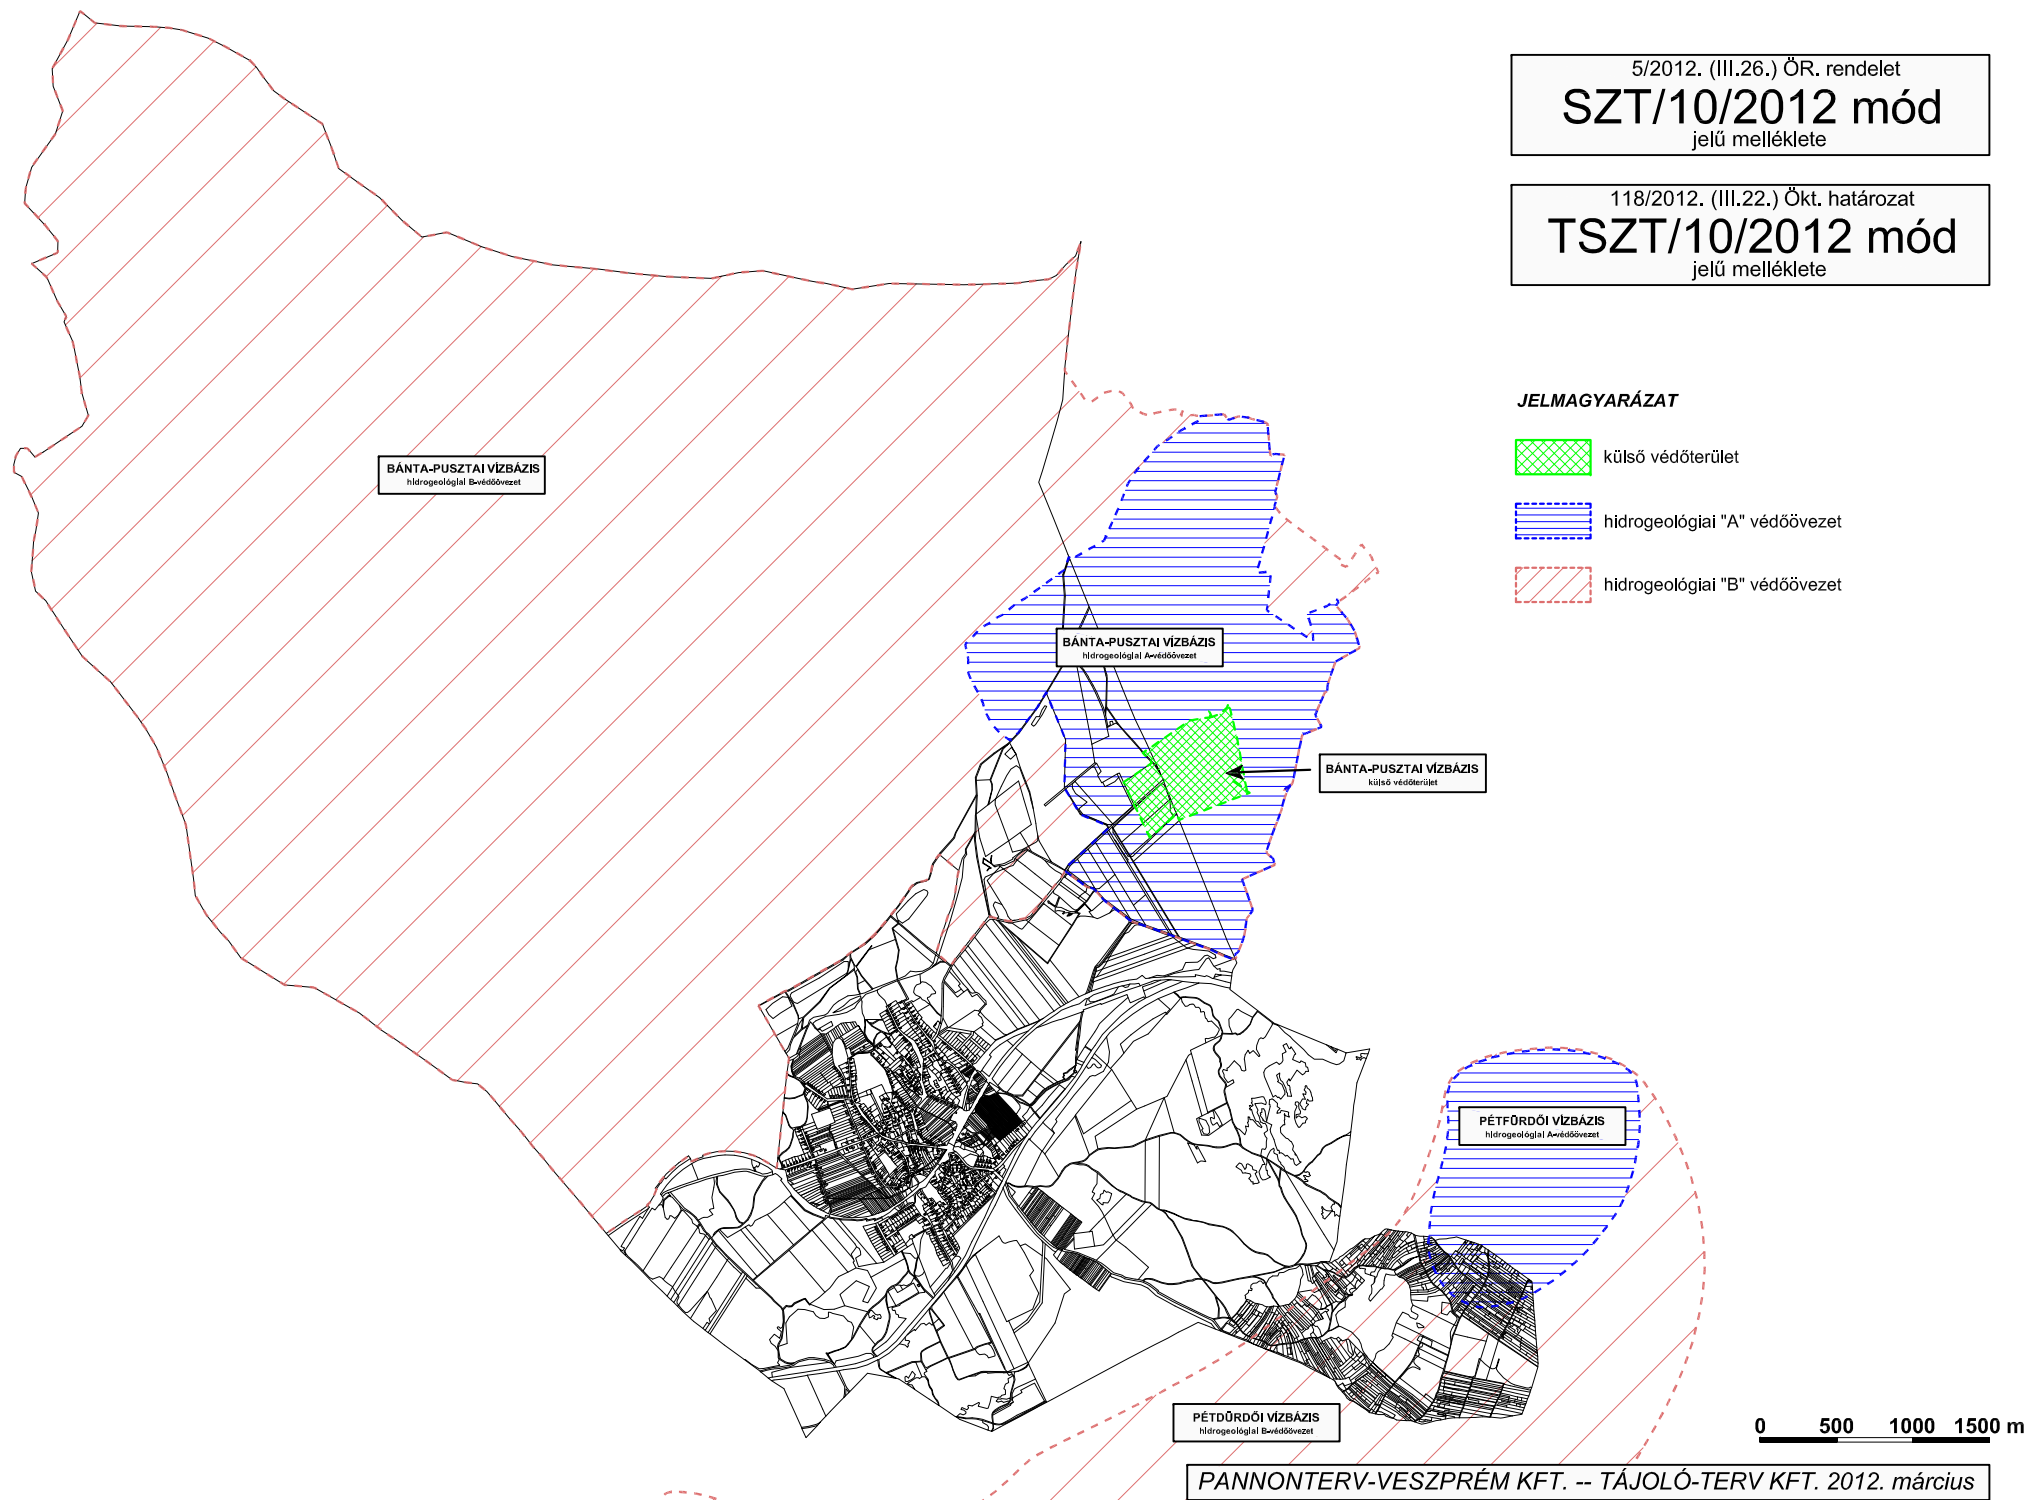 5/2012. (III.26.) ÖR. rendelet
SZT/10/2012 mód
jelű melléklete
118/2012. (III.22.) Ökt. határozat
TSZT/10/2012 mód
jelű melléklete
JELMAGYARÁZAT
külső védőterület
hidrogeológiai "A" védőövezet
hidrogeológiai "B" védőövezet
BÁNTA-PUSZTAI VÍZBÁZIS
hidrogeológiai B-védőövezet
BÁNTA-PUSZTAI VÍZBÁZIS
hidrogeológiai A-védőövezet
BÁNTA-PUSZTAI VÍZBÁZIS
külső védőterület
PÉTFŰRDŐI VÍZBÁZIS
hidrogeológiai A-védőövezet
PÉTDŰRDŐI VÍZBÁZIS
hidrogeológiai B-védőövezet
0 500 1000 1500 m
PANNONTERV-VESZPRÉM KFT. -- TÁJOLÓ-TERV KFT. 2012. március